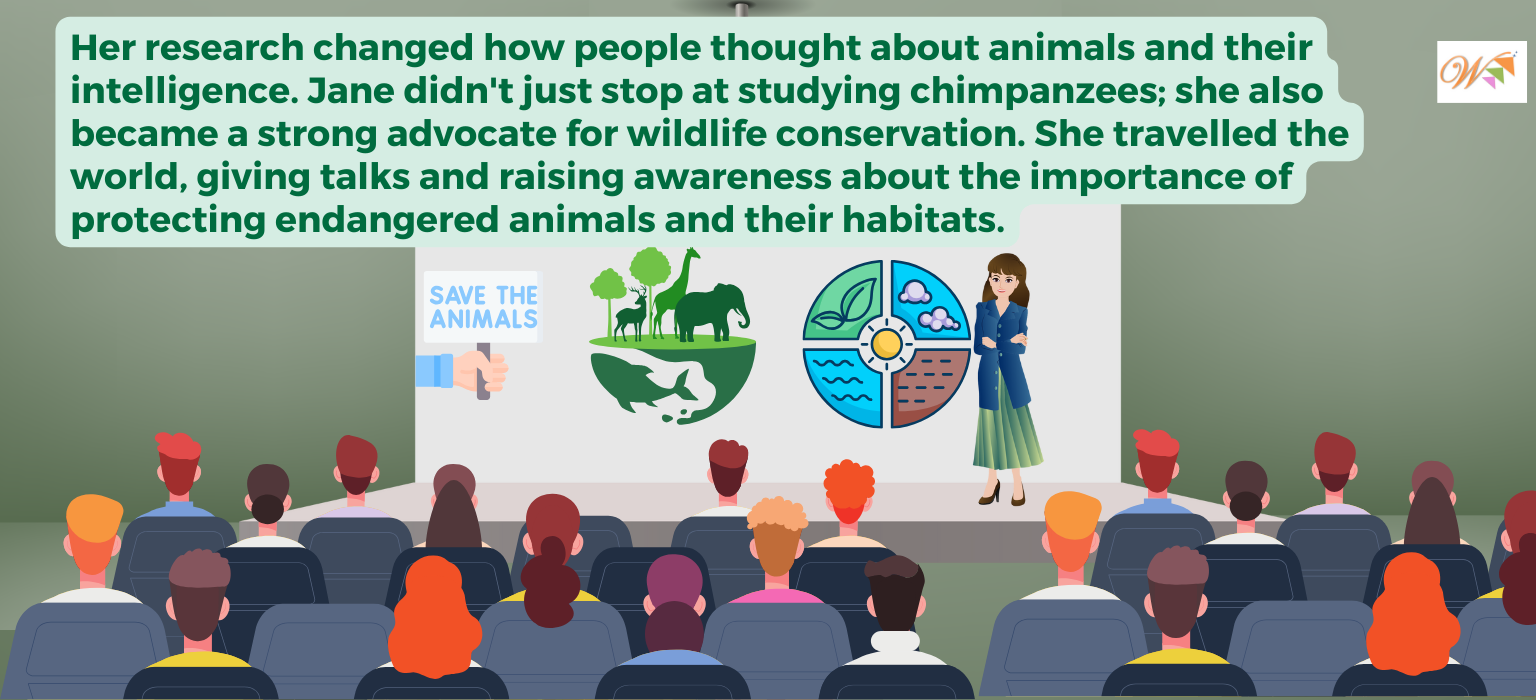 Her research changed how people thought about animals and their
intelligence. Jane didn't just stop at studying chimpanzees; she also
became a strong advocate for wildlife conservation. She travelled the
world, giving talks and raising awareness about the importance of
protecting endangered animals and their habitats.
W
SAVE THE
ANIMALS